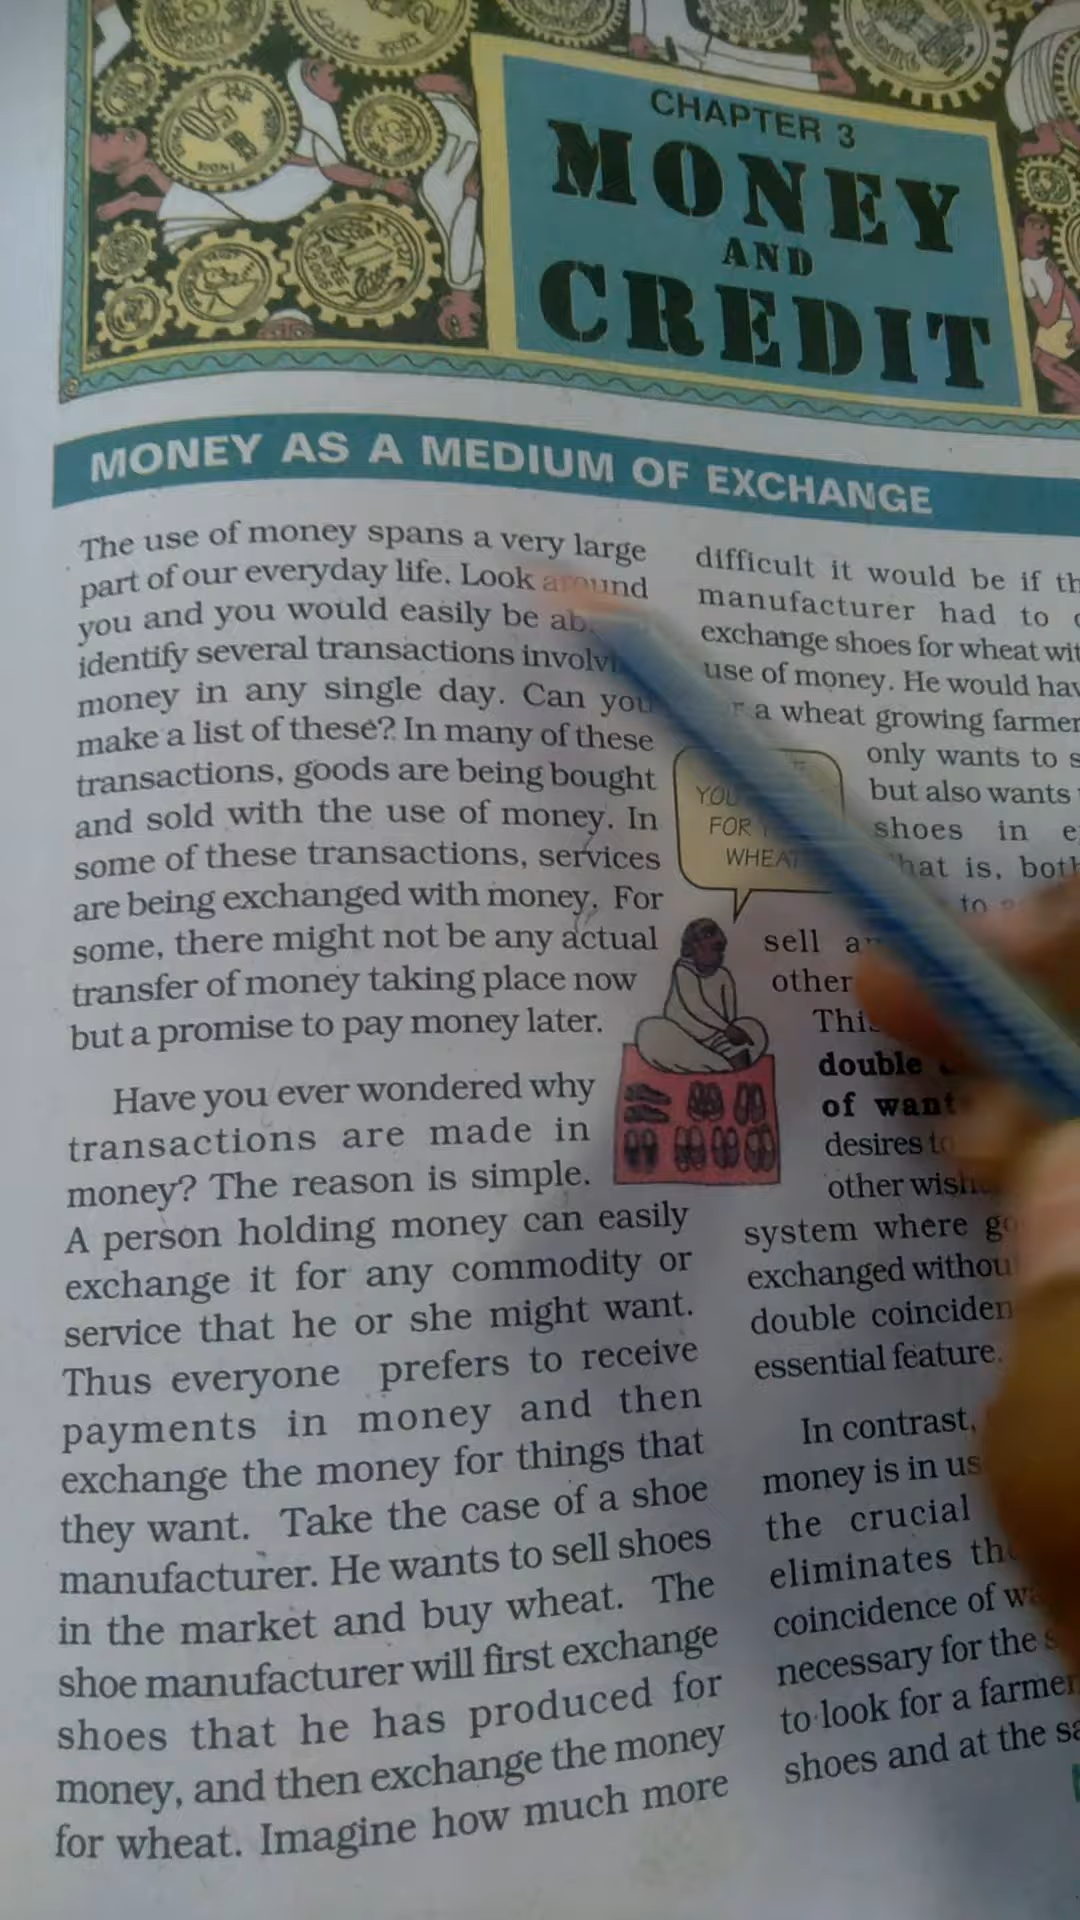 CHAPTER 3
MONEY
AND
CREDIT
MONEY AS A MEDIUM OF EXCHANGE
The use of money spans a very large
part of our everyday life. Look around
you and you would easily be
identify several transactions
money in any single day. Can you
make a list of these? In many of these
transactions, goods are being bought
and sold with the use of money. In
some of these transactions, services
are being exchanged with money. For
some, there might not be any actual
transfer of money taking place now
but a promise to pay money later.
Have you ever wondered why
transactions are made in
money? The reason is simple.
A person holding money can easily
exchange it for any commodity or
service that he or she might want.
Thus everyone prefers to receive
payments in money and then
exchange the money for things that
they want. Take the case of a shoe
manufacturer. He wants to sell shoes
in the market and buy wheat. The
shoe manufacturer will first exchange
shoes that he has produced for
money, and then exchange the money
for wheat. Imagine how much more
difficult it would be if
manufacturer had to
exchange shoes for wheat
use of money. He would
a wheat growing farmer
only wants to
but also wants
shoes in
is, both
to
sell
other
double
of
desires
other
system where
exchanged
double
essential feature.
In contrast,
money is in
the crucial
eliminates
coincidence of
necessary for the
to look for a farmer
shoes and at the
FOR
WHEAT